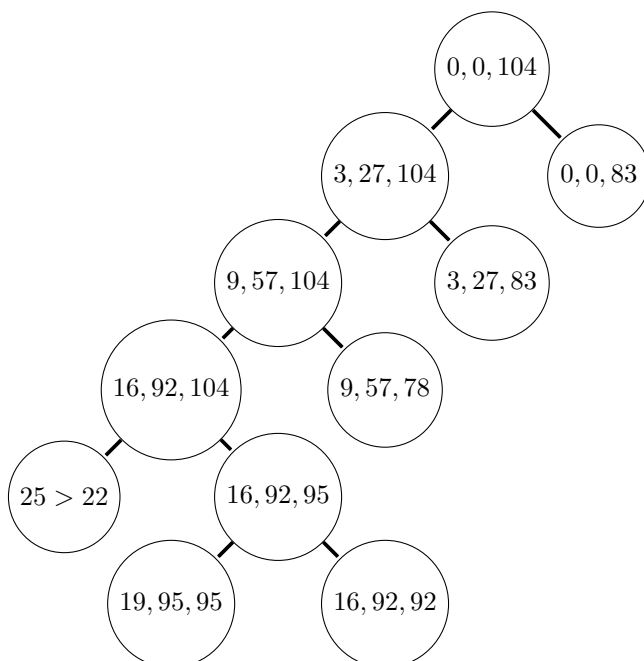 0, 0, 104
3, 27, 104
0, 0, 83
9, 57, 104
3, 27, 83
16, 92, 104
9, 57, 78
25 > 22
16, 92, 95
19, 95, 95
16, 92, 92